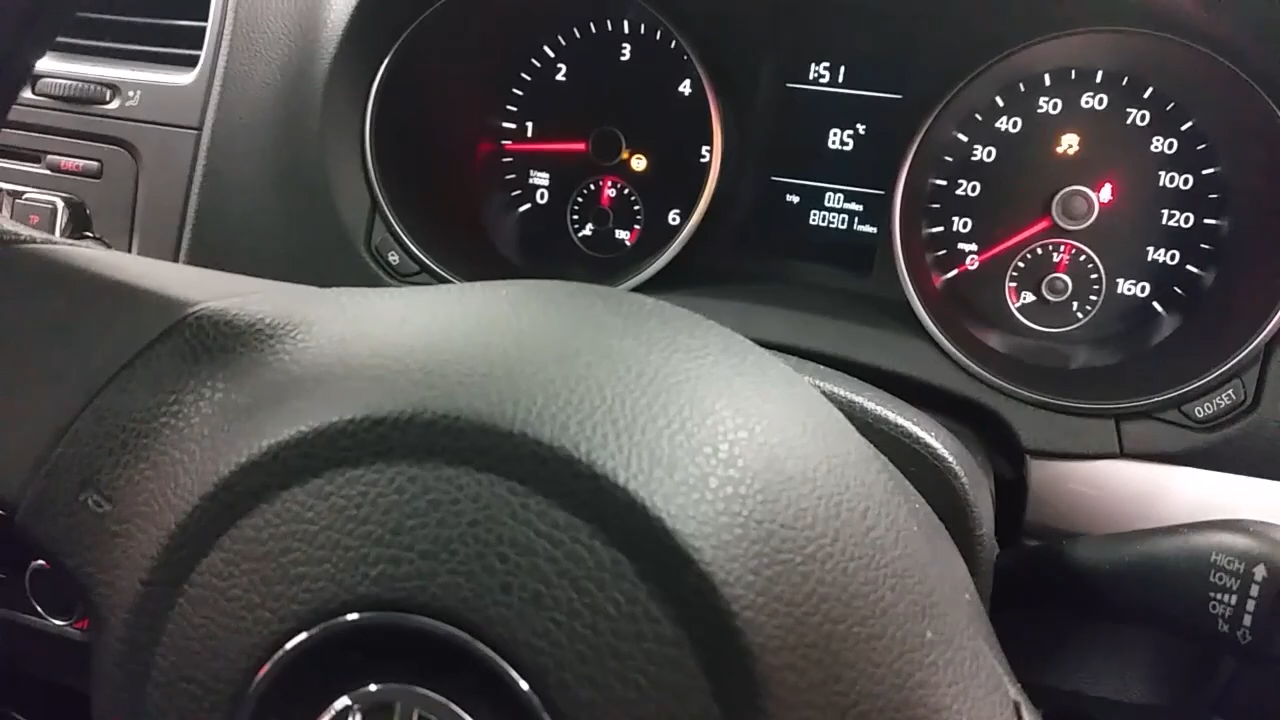 EJECT
TP
0
1
2
3
4
5
6
1/min
x1000
90
130
1:51
8.5°C
trip 0.0 miles
80901 miles
0
10
20
30
40
50
60
70
80
100
120
140
160
mph
1/2
1
0.0/SET
HIGH
LOW
OFF
1x